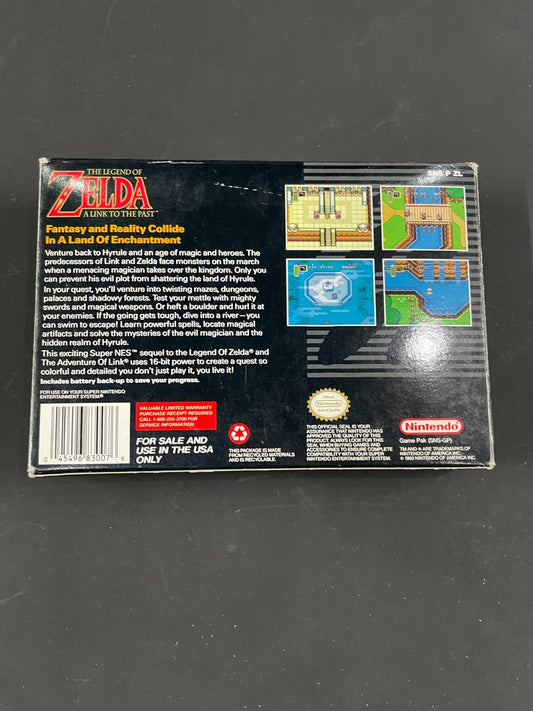 THE LEGEND OF
ZELDA
A LINK TO THE PAST™
SNS P ZL
Fantasy and Reality Collide
In A Land Of Enchantment
Venture back to Hyrule and an age of magic and heroes. The
predecessors of Link and Zelda face monsters on the march
when a menacing magician takes over the kingdom. Only you
can prevent his evil plot from shattering the land of Hyrule.
In your quest, you'll venture into twisting mazes, dungeons,
palaces and shadowy forests. Test your mettle with mighty
swords and magical weapons. Or heft a boulder and hurl it at
your enemies. If the going gets tough, dive into a river—you
can swim to escape! Learn powerful spells, locate magical
artifacts and solve the mysteries of the evil magician and the
hidden realm of Hyrule.
This exciting Super NES™ sequel to the Legend Of Zelda® and
The Adventure Of Link® uses 16-bit power to create a quest so
colorful and detailed you don't just play it, you live it!
Includes battery back-up to save your progress.
FOR USE ON YOUR SUPER NINTENDO
ENTERTAINMENT SYSTEM®
0 45496 83007 6
VALUABLE LIMITED WARRANTY
PURCHASE RECEIPT REQUIRED
CALL 1-800-255-3700 FOR
SERVICE INFORMATION
FOR SALE AND
USE IN THE USA
ONLY
THIS PACKAGE IS MADE
FROM RECYCLED MATERIALS
AND IS RECYCLABLE.
Official
Nintendo
Seal of Quality
THIS OFFICIAL SEAL IS YOUR
ASSURANCE THAT NINTENDO HAS
APPROVED THE QUALITY OF THIS
PRODUCT. ALWAYS LOOK FOR THIS
SEAL WHEN BUYING GAMES AND
ACCESSORIES TO ENSURE COMPLETE
COMPATIBILITY WITH YOUR SUPER
NINTENDO ENTERTAINMENT SYSTEM.
Nintendo®
Game Pak (SNS-GP)
TM AND ® ARE TRADEMARKS OF
NINTENDO OF AMERICA INC.
© 1992 NINTENDO OF AMERICA INC.